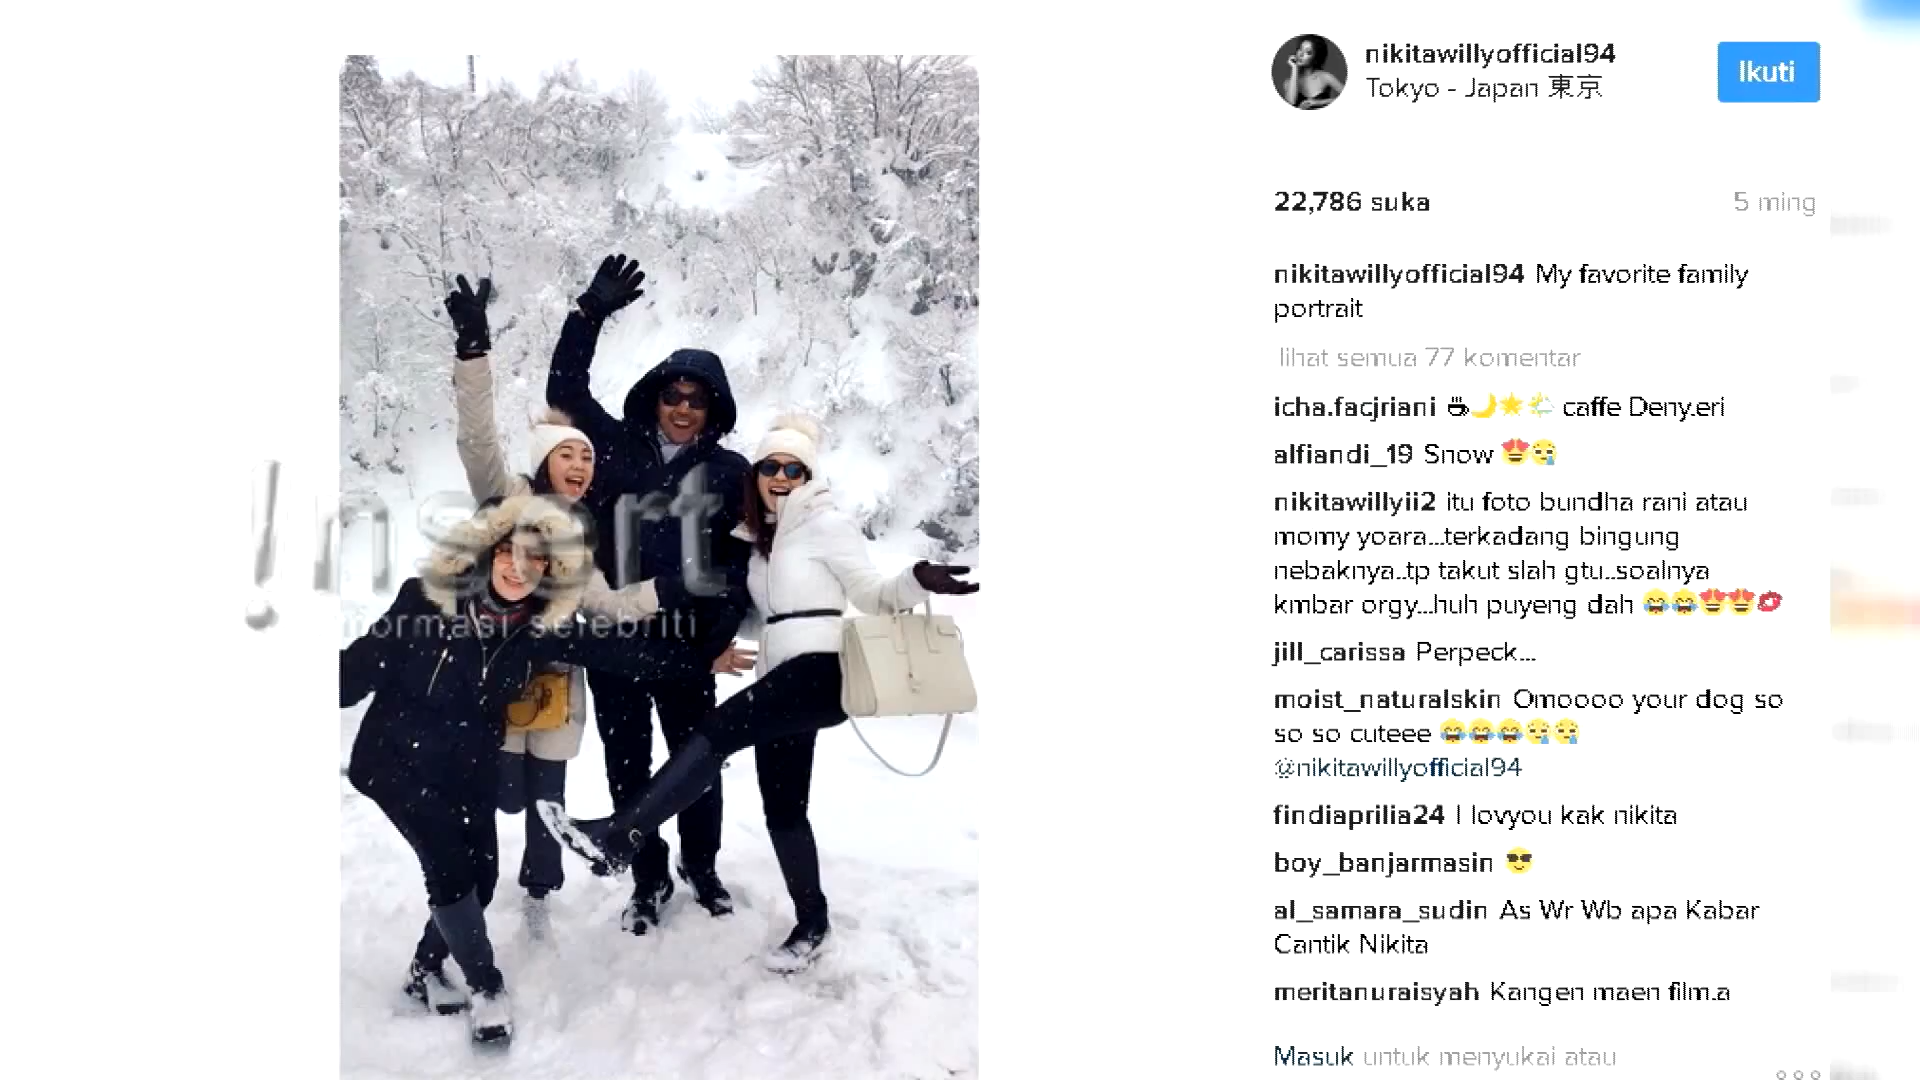 nikitawillyofficial94
Tokyo - Japan 東京
Ikuti
22,786 suka
5 ming
nikitawillyofficial94 My favorite family
portrait
lihat semua 77 komentar
icha.facjriani ☕🌙⭐🌤 caffe Deny.eri
alfiandi_19 Snow 😍😢
nikitawillyii2 itu foto bundha rani atau
momy yoara...terkadang bingung
nebaknya..tp takut slah gtu..soalnya
kmbar orgy...huh puyeng dah 😂😂😍😍💋
jill_carissa Perpeck...
moist_naturalskin Omoooo your dog so
so so cuteee 😂😂😂😢😢
@nikitawillyofficial94
findiaprilia24 I lovyou kak nikita
boy_banjarmasin 😎
al_samara_sudin As Wr Wb apa Kabar
Cantik Nikita
meritanuraisyah Kangen maen film.a
Masuk untuk menyukai atau
!nsert
informasi selebriti